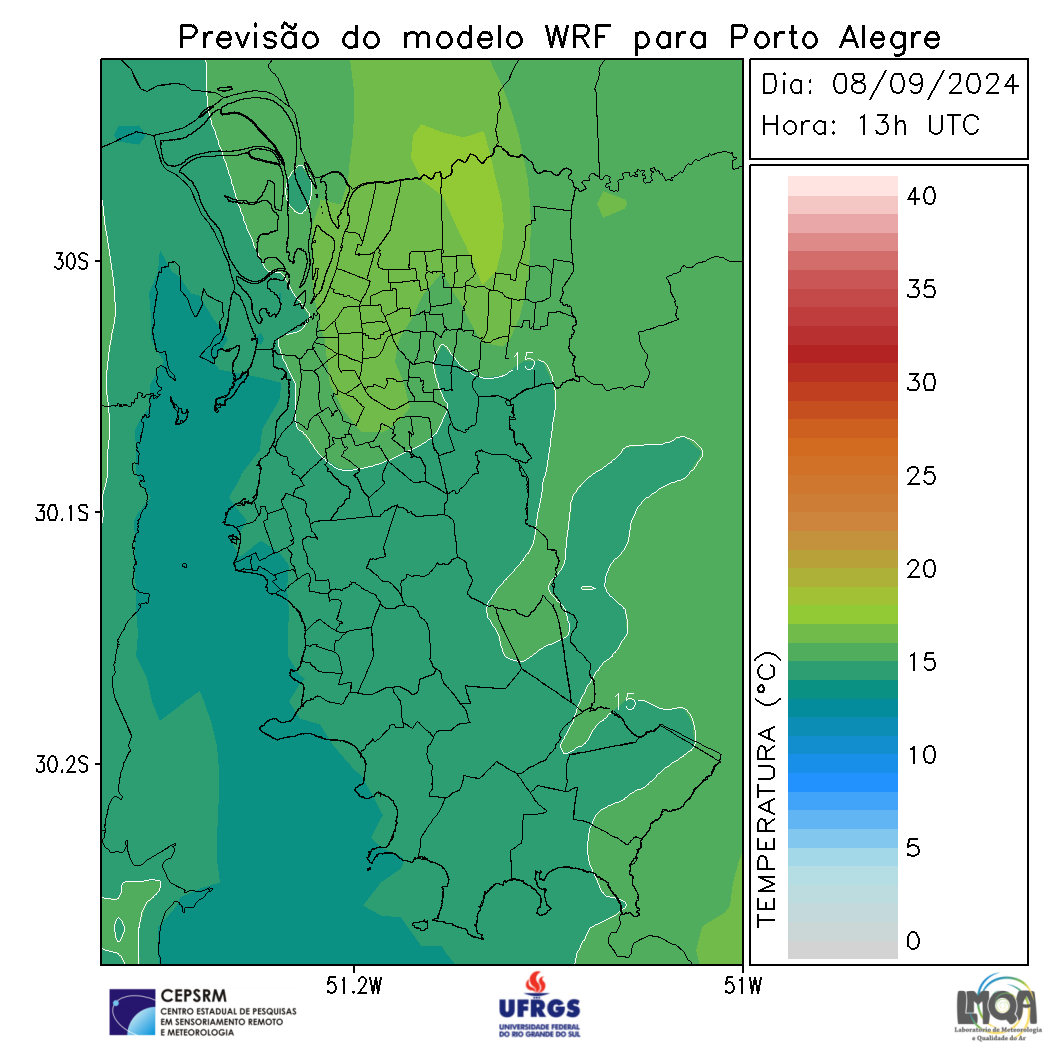 Previsão do modelo WRF para Porto Alegre
Dia: 08/09/2024
Hora: 13h UTC
30S
30.1S
30.2S
51.2W
51W
15
15
TEMPERATURA (°C)
40
35
30
25
20
15
10
5
0
CEPSRM
CENTRO ESTADUAL DE PESQUISAS
EM SENSORIAMENTO REMOTO
E METEOROLOGIA
UFRGS
UNIVERSIDADE FEDERAL
DO RIO GRANDE DO SUL
LMQA
Laboratório de Meteorologia
e Qualidade do Ar